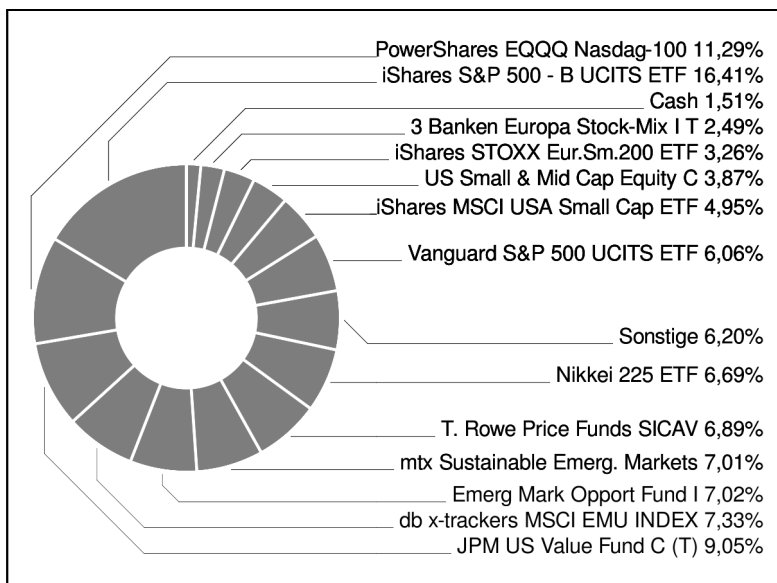 PowerShares EQQQ Nasdag-100 11,29%
iShares S&P 500 - B UCITS ETF 16,41%
Cash 1,51%
3 Banken Europa Stock-Mix I T 2,49%
iShares STOXX Eur.Sm.200 ETF 3,26%
US Small & Mid Cap Equity C 3,87%
iShares MSCI USA Small Cap ETF 4,95%
Vanguard S&P 500 UCITS ETF 6,06%
Sonstige 6,20%
Nikkei 225 ETF 6,69%
T. Rowe Price Funds SICAV 6,89%
mtx Sustainable Emerg. Markets 7,01%
Emerg Mark Opport Fund I 7,02%
db x-trackers MSCI EMU INDEX 7,33%
JPM US Value Fund C (T) 9,05%